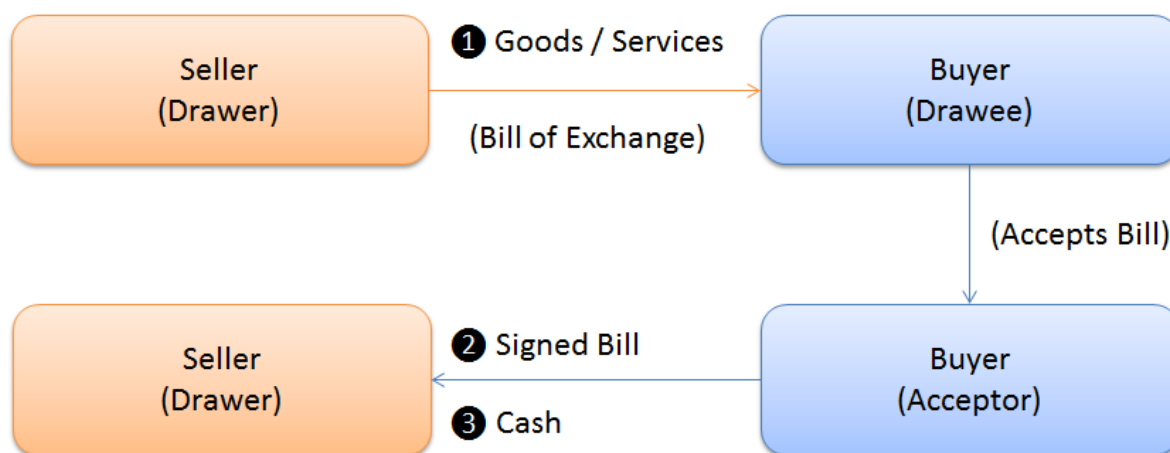 Seller
(Drawer)
❶ Goods / Services
(Bill of Exchange)
Buyer
(Drawee)
(Accepts Bill)
Seller
(Drawer)
❷ Signed Bill
❸ Cash
Buyer
(Acceptor)